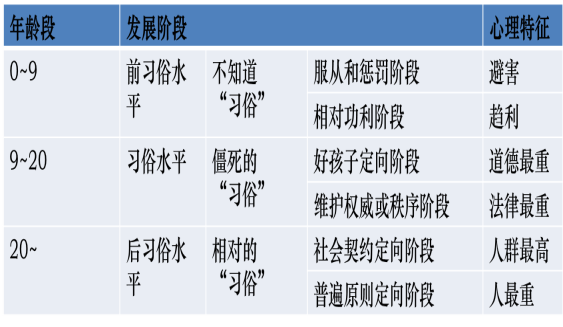 年龄段 发展阶段 心理特征
0~9 前习俗水平 不知道“习俗” 服从和惩罚阶段 避害
相对功利阶段 趋利
9~20 习俗水平 僵死的“习俗” 好孩子定向阶段 道德最重
维护权威或秩序阶段 法律最重
20~ 后习俗水平 相对的“习俗” 社会契约定向阶段 人群最高
普遍原则定向阶段 人最重